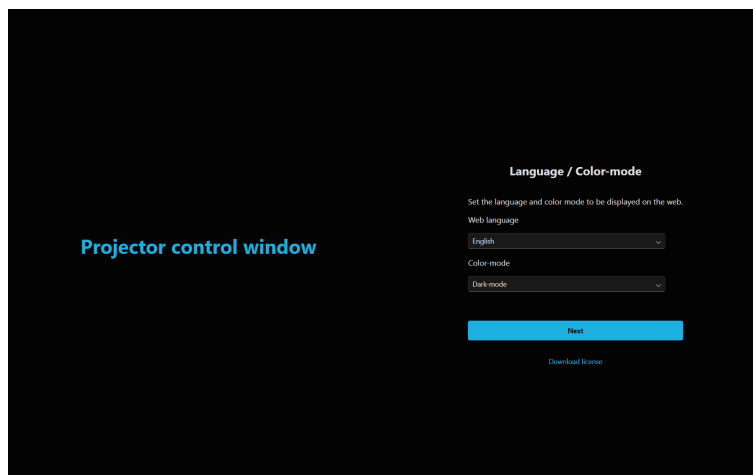 Projector control window
Language / Color-mode
Set the language and color mode to be displayed on the web.
Web language
English
Color-mode
Dark-mode
Next
Download license